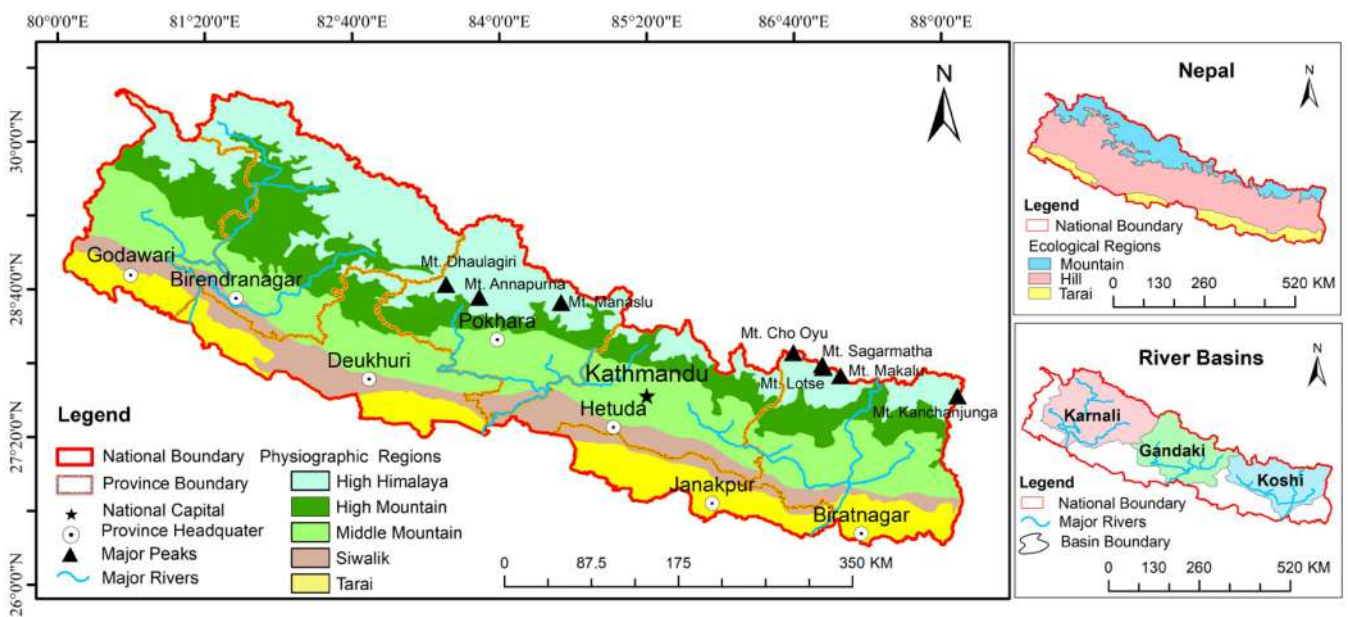 80°0'0"E 81°20'0"E 82°40'0"E 84°0'0"E 85°20'0"E 86°40'0"E 88°0'0"E
30°0'0"N
28°40'0"N
27°20'0"N
26°0'0"N
N
Godawari
Birendranagar
Mt. Dhaulagiri
Mt. Annapurna
Mt. Manaslu
Pokhara
Deukhuri
Mt. Cho Oyu
Mt. Sagarmatha
Mt. Lotse
Mt. Makalu
Kathmandu
Hetuda
Mt. Kanchanjunga
Janakpur
Biratnagar
Legend
National Boundary
Province Boundary
National Capital
Province Headquater
Major Peaks
Major Rivers
Physiographic Regions
High Himalaya
High Mountain
Middle Mountain
Siwalik
Tarai
0 87.5 175 350 KM
Nepal
N
Legend
National Boundary
Ecological Regions
Mountain
Hill
Tarai
0 130 260 520 KM
River Basins
N
Karnali
Gandaki
Koshi
Legend
National Boundary
Major Rivers
Basin Boundary
0 130 260 520 KM